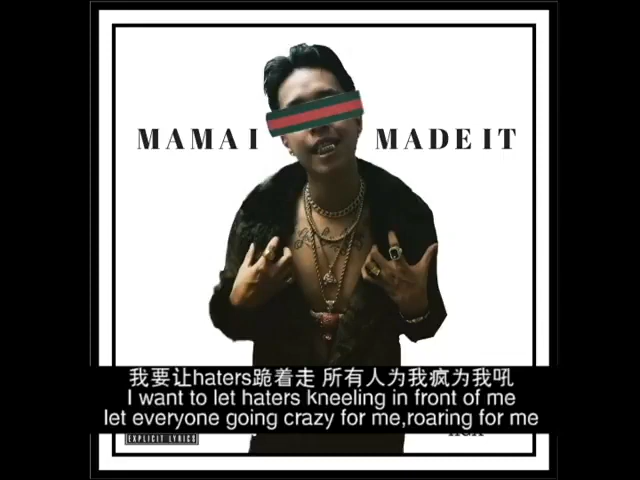 MAMA I MADE IT
我要让haters跪着走 所有人为我疯为我吼
I want to let haters kneeling in front of me
let everyone going crazy for me,roaring for me
EXPLICIT LYRICS